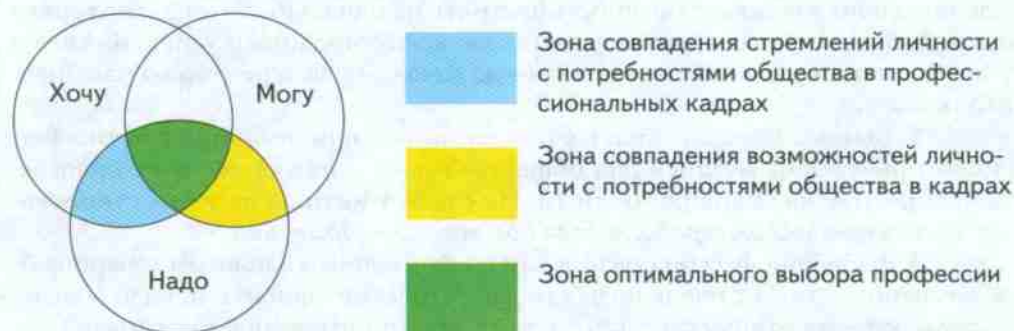 Хочу
Могу
Надо
Зона совпадения стремлений личности
с потребностями общества в профес-
сиональных кадрах
Зона совпадения возможностей лично-
сти с потребностями общества в кадрах
Зона оптимального выбора профессии